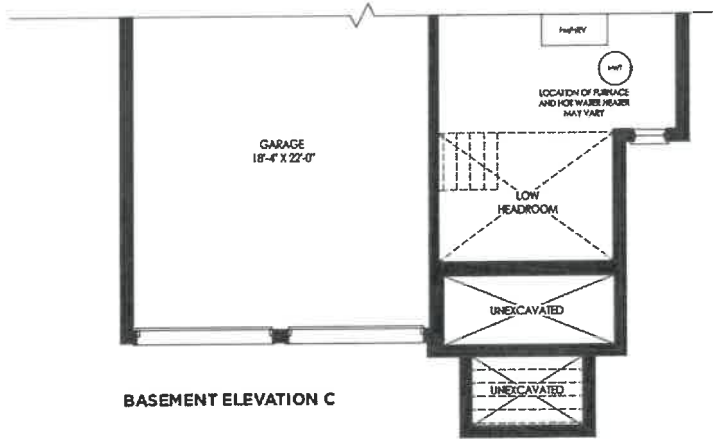 HWT
LOCATION OF FURNACE
AND HOT WATER HEATER
MAY VARY
GARAGE
18'-4" X 22'-0"
LOW
HEADROOM
UNEXCAVATED
UNEXCAVATED
BASEMENT ELEVATION C